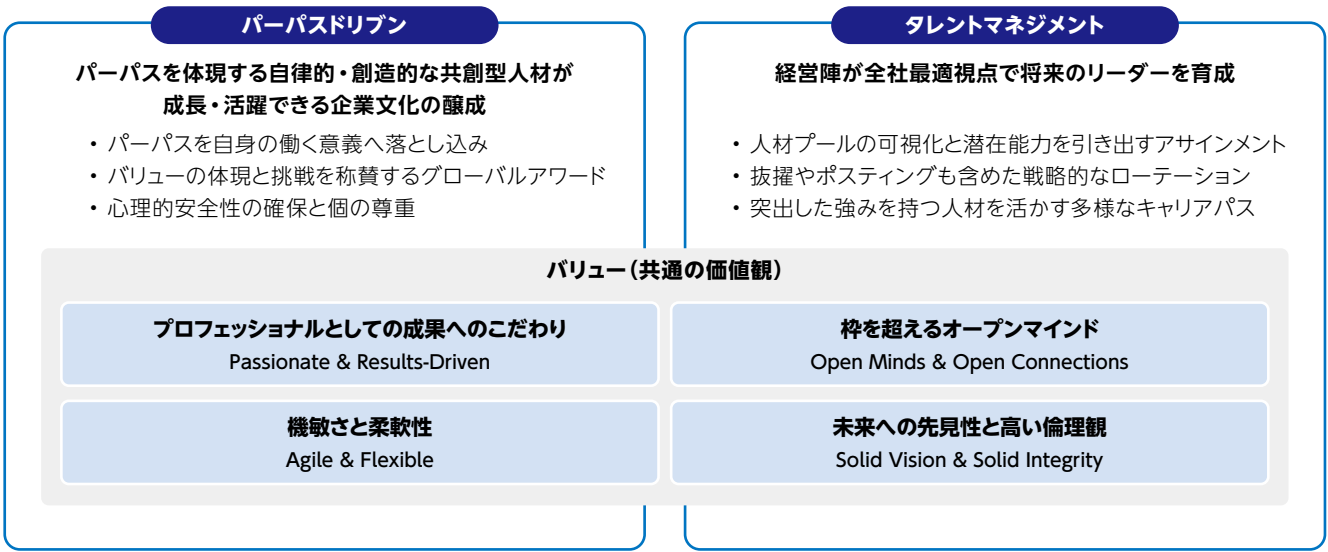 パーパスドリブン
パーパスを体現する自律的・創造的な共創型人材が
成長・活躍できる企業文化の醸成
・ パーパスを自身の働く意義へ落とし込み
・ バリューの体現と挑戦を称賛するグローバルアワード
・ 心理的安全性の確保と個の尊重
タレントマネジメント
経営陣が全社最適視点で将来のリーダーを育成
・ 人材プールの可視化と潜在能力を引き出すアサインメント
・ 抜擢やポスティングも含めた戦略的なローテーション
・ 突出した強みを持つ人材を活かす多様なキャリアパス
バリュー（共通の価値観）
プロフェッショナルとしての成果へのこだわり
Passionate & Results-Driven
枠を超えるオープンマインド
Open Minds & Open Connections
機敏さと柔軟性
Agile & Flexible
未来への先見性と高い倫理観
Solid Vision & Solid Integrity